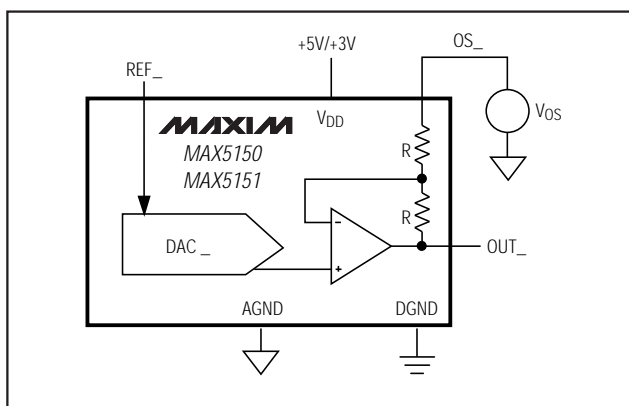 +5V/+3V
OS_
REF_
VOS
MAXIM
VDD
MAX5150
MAX5151
R
R
−
+
DAC _
OUT_
AGND
DGND